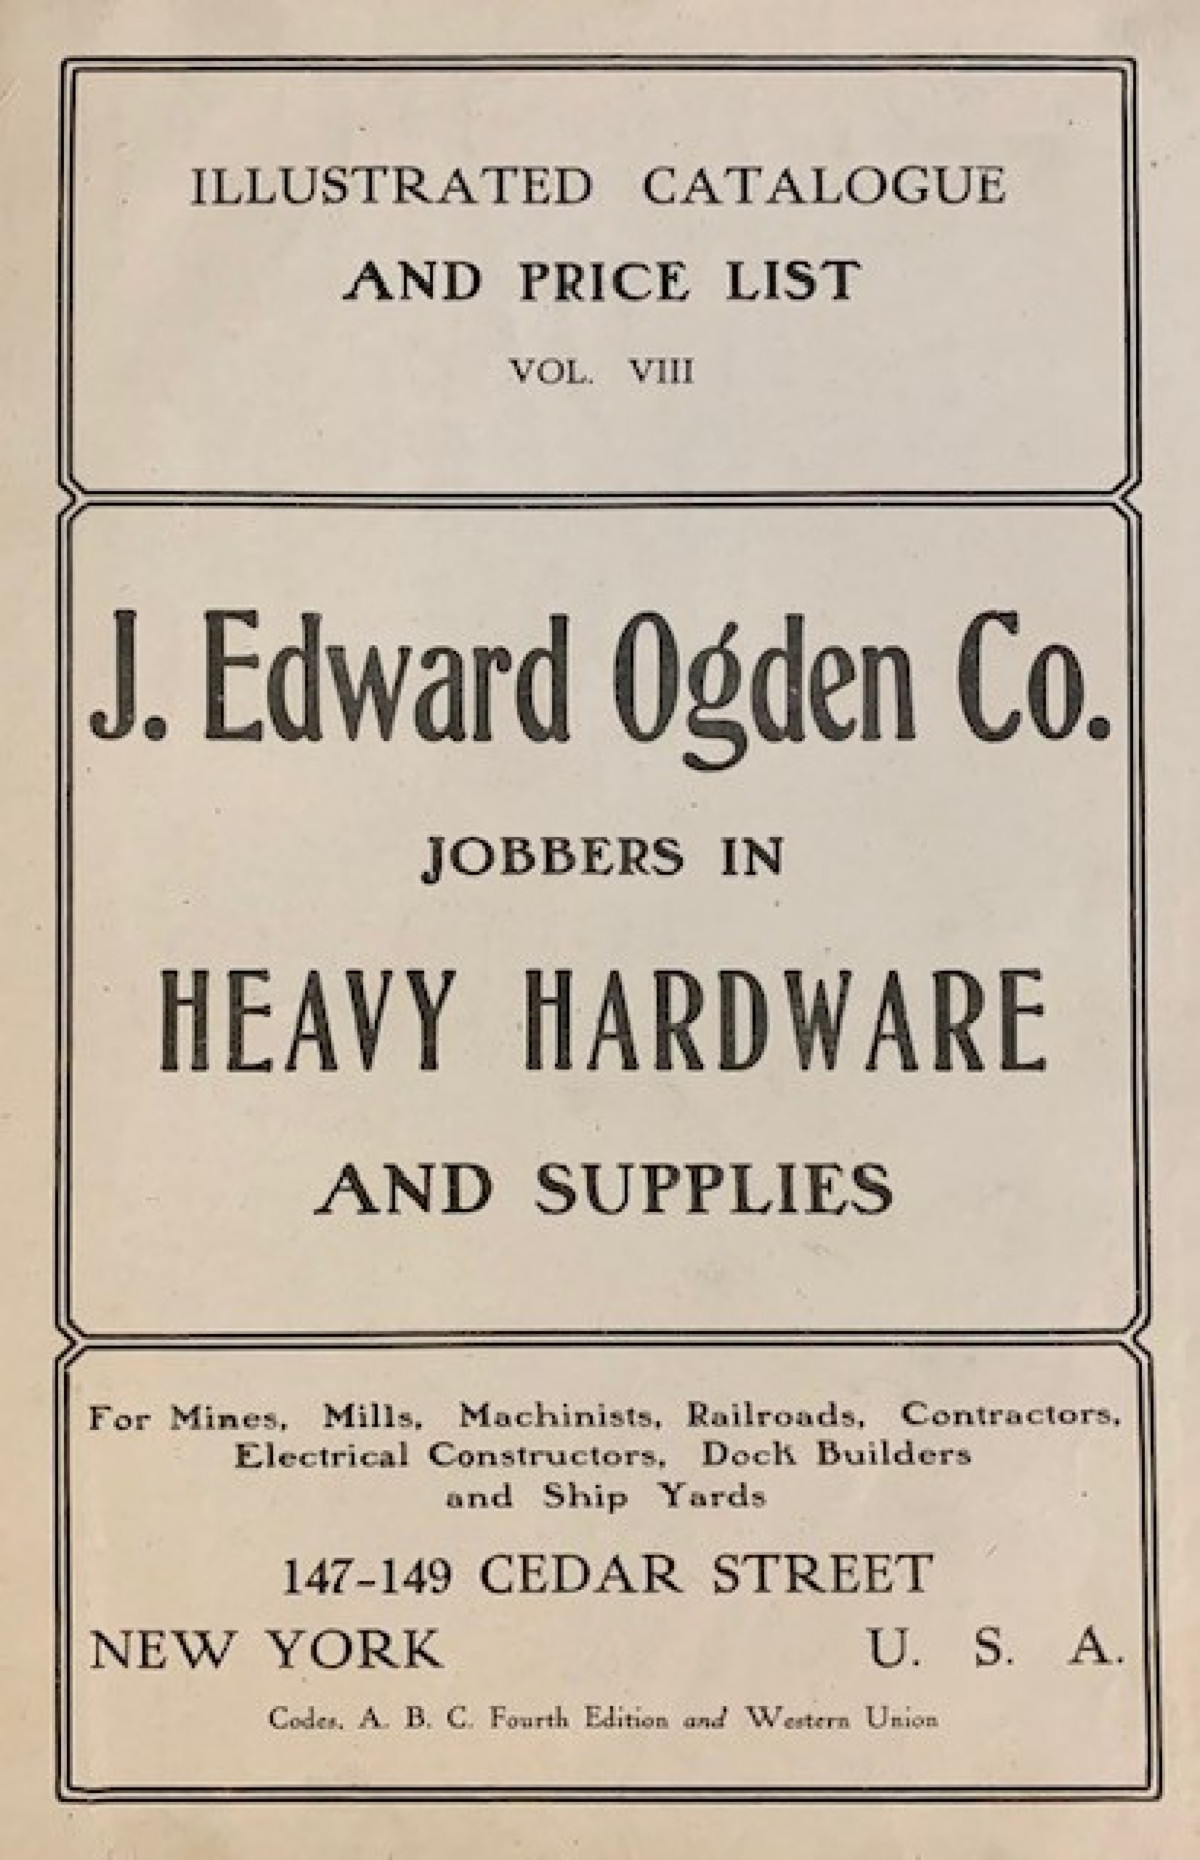 ILLUSTRATED CATALOGUE
AND PRICE LIST
VOL. VIII
J. Edward Ogden Co.
JOBBERS IN
HEAVY HARDWARE
AND SUPPLIES
For Mines, Mills, Machinists, Railroads, Contractors,
Electrical Constructors, Dock Builders
and Ship Yards
147-149 CEDAR STREET
NEW YORK U. S. A.
Codes, A. B. C. Fourth Edition and Western Union